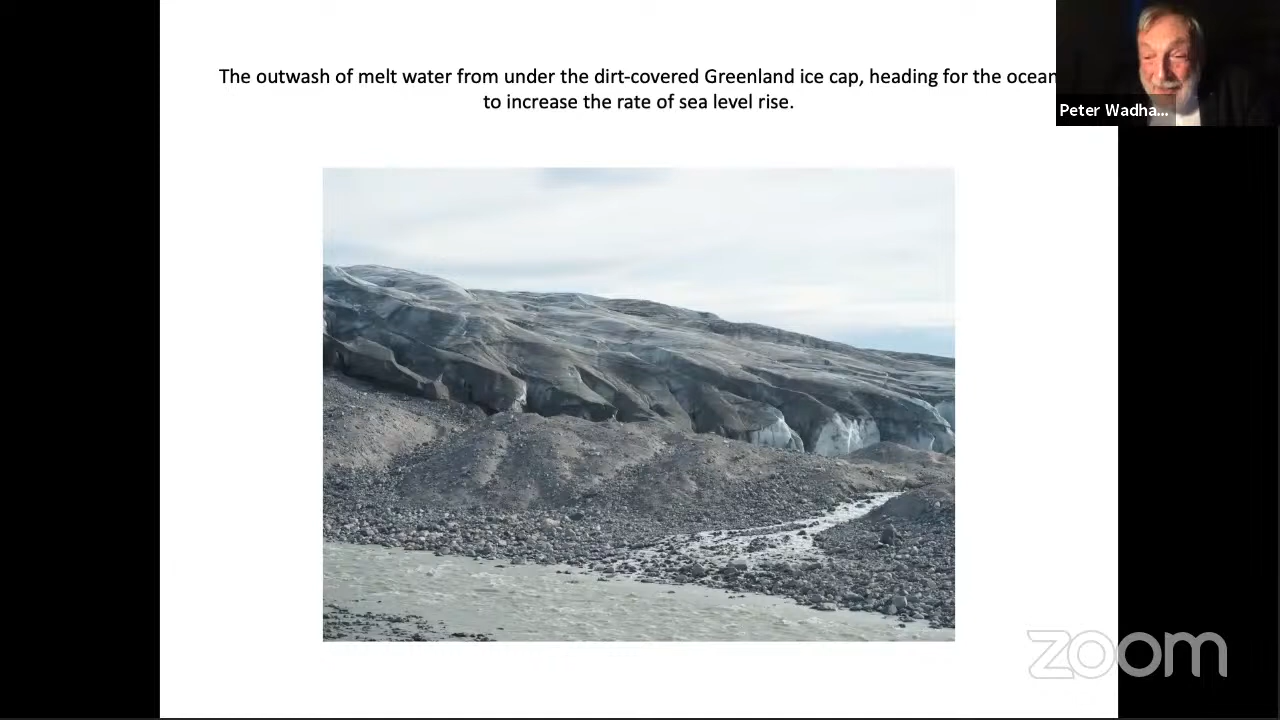 The outwash of melt water from under the dirt-covered Greenland ice cap, heading for the ocean
to increase the rate of sea level rise.
Peter Wadha...
zoom